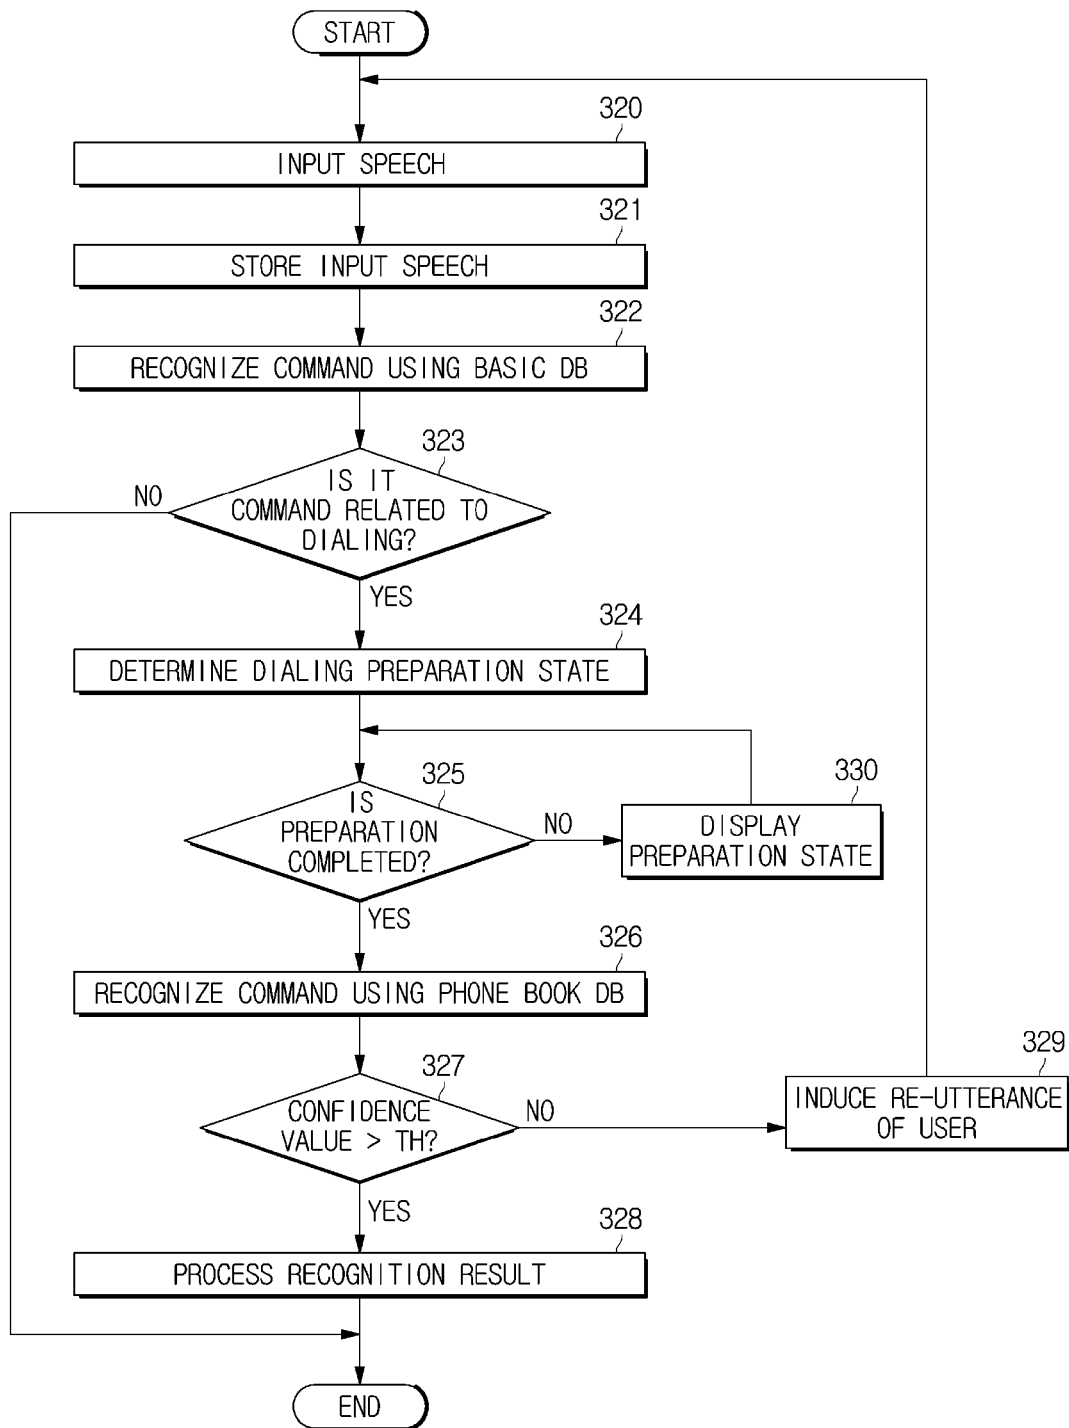 START
320
INPUT SPEECH
321
STORE INPUT SPEECH
322
RECOGNIZE COMMAND USING BASIC DB
323
IS IT
COMMAND RELATED TO
DIALING?
NO
YES
324
DETERMINE DIALING PREPARATION STATE
325
IS
PREPARATION
COMPLETED?
NO
330
DISPLAY
PREPARATION STATE
YES
326
RECOGNIZE COMMAND USING PHONE BOOK DB
327
CONFIDENCE
VALUE > TH?
NO
329
INDUCE RE-UTTERANCE
OF USER
YES
328
PROCESS RECOGNITION RESULT
END